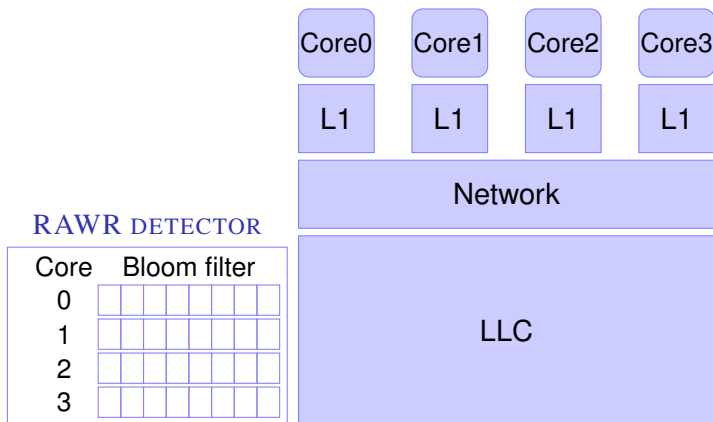 Core0 Core1 Core2 Core3
L1 L1 L1 L1
Network
RAWR DETECTOR
Core Bloom filter
0
1
2
3
LLC